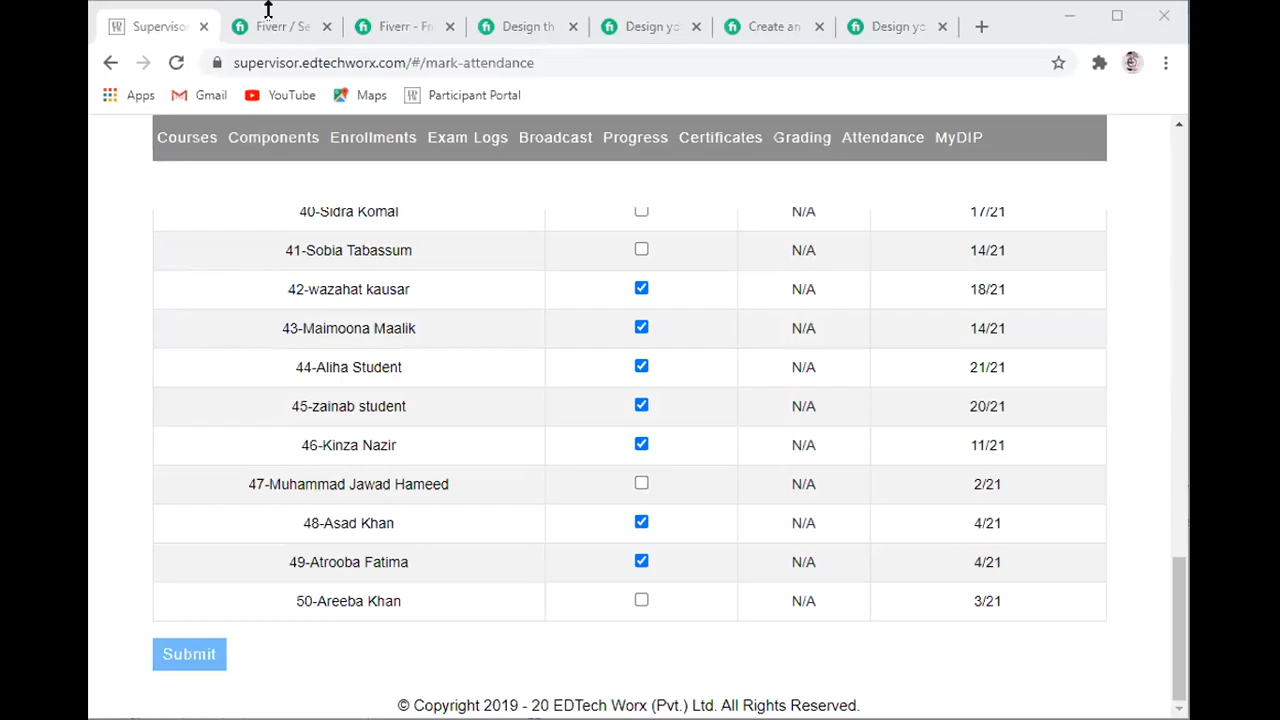 Supervisor Fiverr / Se Fiverr - Fr Design th Design yo Create an Design yo
supervisor.edtechworx.com/#/mark-attendance
Apps Gmail YouTube Maps Participant Portal
Courses Components Enrollments Exam Logs Broadcast Progress Certificates Grading Attendance MyDIP
40-Sidra Komal N/A 17/21
41-Sobia Tabassum N/A 14/21
42-wazahat kausar N/A 18/21
43-Maimoona Maalik N/A 14/21
44-Aliha Student N/A 21/21
45-zainab student N/A 20/21
46-Kinza Nazir N/A 11/21
47-Muhammad Jawad Hameed N/A 2/21
48-Asad Khan N/A 4/21
49-Atrooba Fatima N/A 4/21
50-Areeba Khan N/A 3/21
Submit
© Copyright 2019 - 20 EDTech Worx (Pvt.) Ltd. All Rights Reserved.